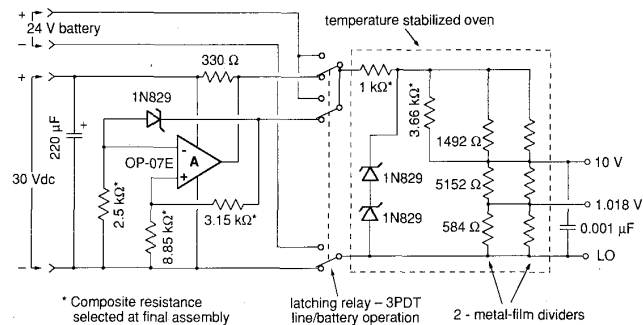 +
24 V battery
−
+
330 Ω
1N829
220 µF
+
30 Vdc
OP-07E
A
-
+
2.5 kΩ*
3.15 kΩ*
8.85 kΩ*
−
* Composite resistance
selected at final assembly
latching relay – 3PDT
line/battery operation
temperature stabilized oven
1 kΩ*
3.66 kΩ*
1N829
1N829
1492 Ω
5152 Ω
584 Ω
10 V
1.018 V
0.001 µF
LO
2 - metal-film dividers